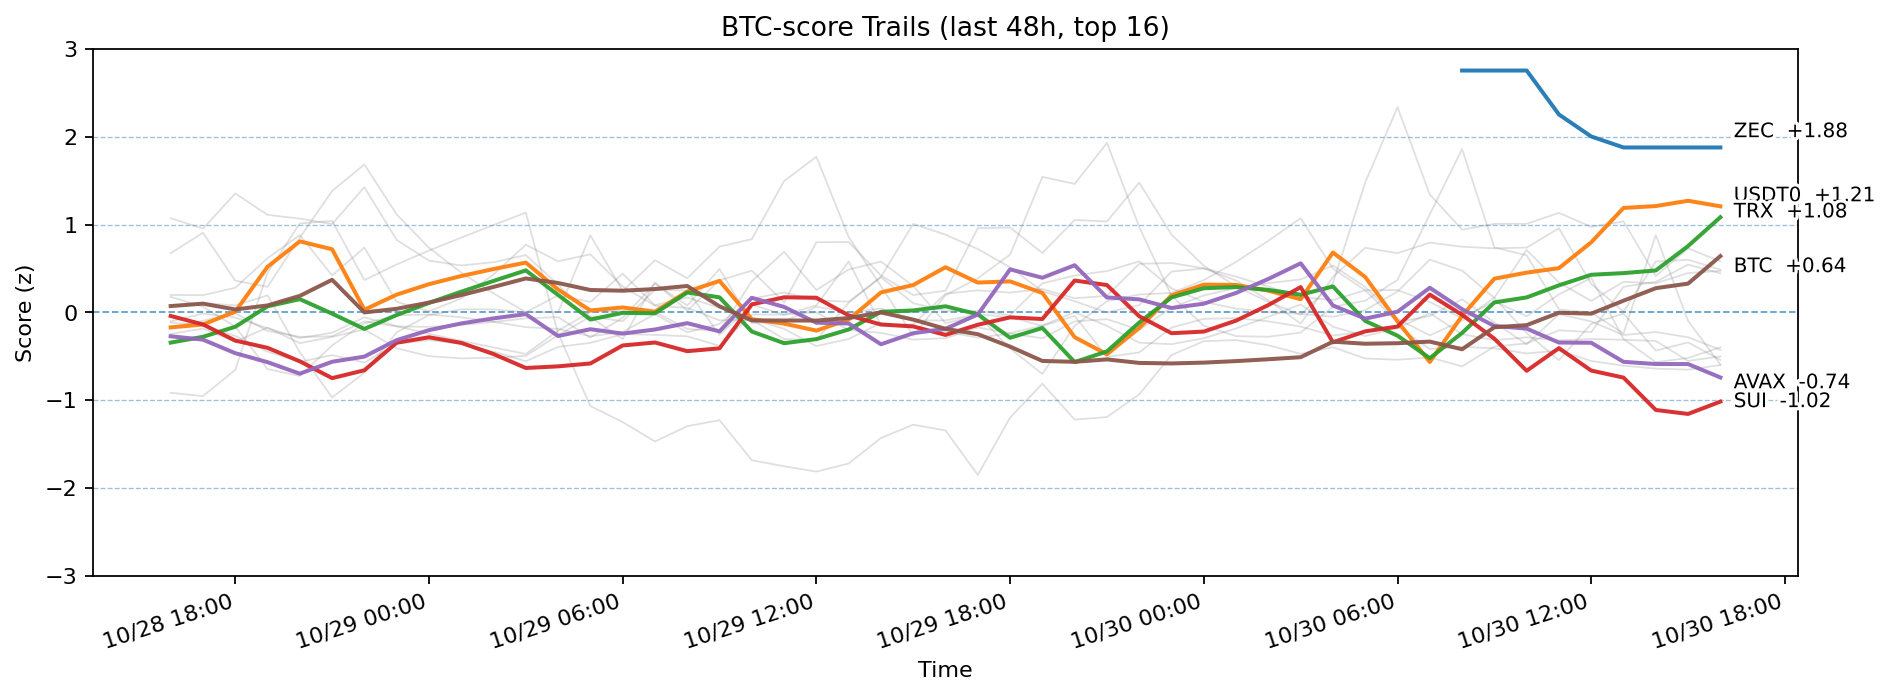 BTC-score Trails (last 48h, top 16)
3
2
1
0
−1
−2
−3
Score (z)
ZEC +1.88
USDT0 +1.21
TRX +1.08
BTC +0.64
AVAX -0.74
SUI -1.02
10/28 18:00
10/29 00:00
10/29 06:00
10/29 12:00
10/29 18:00
10/30 00:00
10/30 06:00
10/30 12:00
10/30 18:00
Time